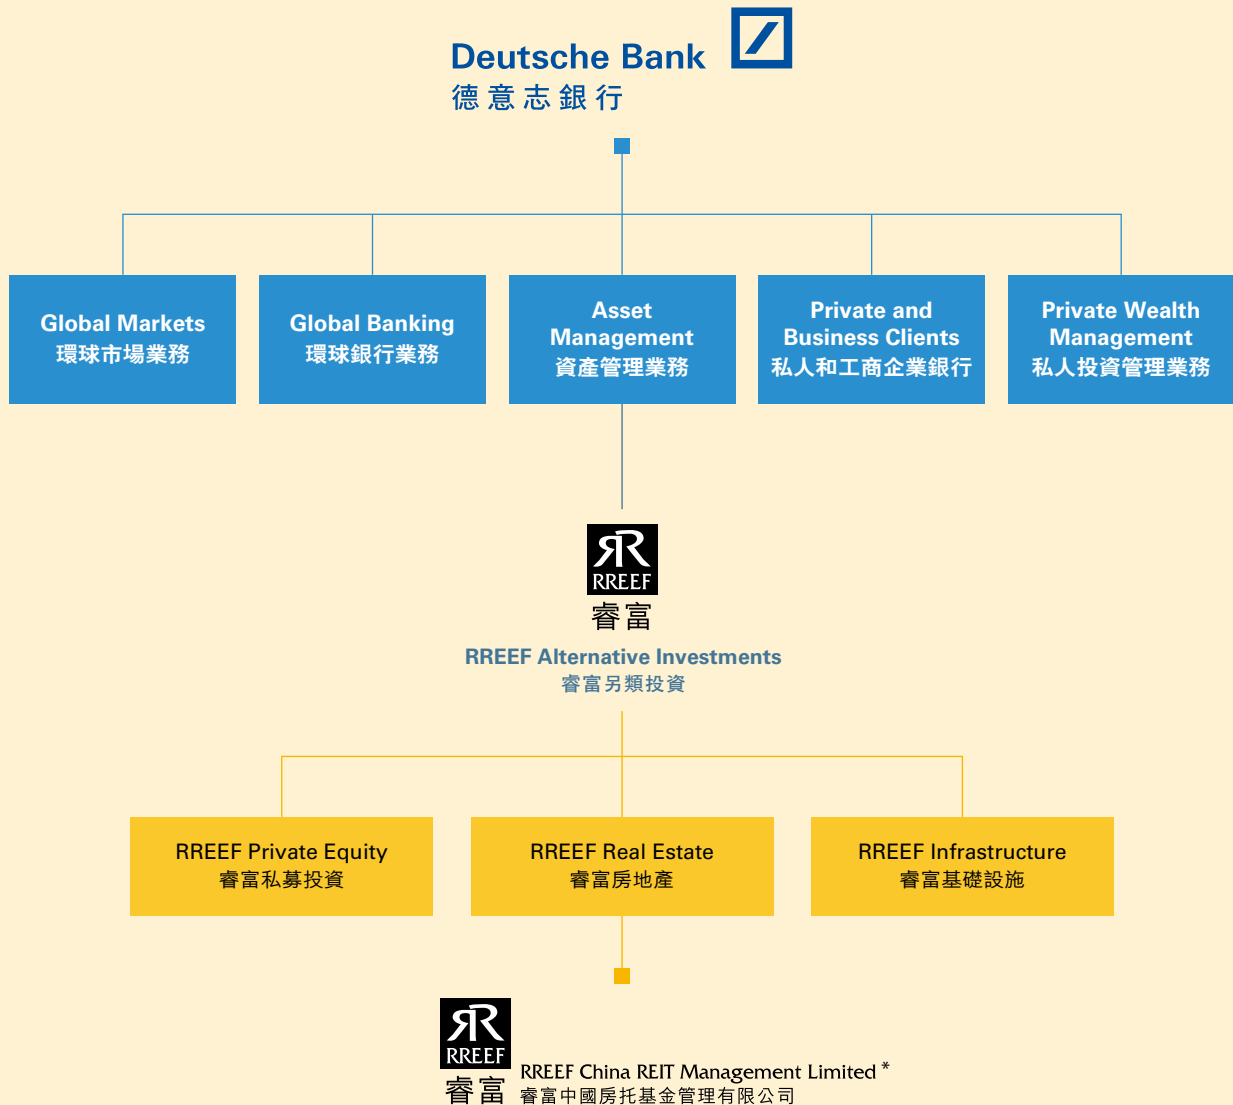 Deutsche Bank
德意志銀行
Global Markets
環球市場業務
Global Banking
環球銀行業務
Asset
Management
資產管理業務
Private and
Business Clients
私人和工商企業銀行
Private Wealth
Management
私人投資管理業務
RREEF
睿富
RREEF Alternative Investments
睿富另類投資
RREEF Private Equity
睿富私募投資
RREEF Real Estate
睿富房地產
RREEF Infrastructure
睿富基礎設施
RREEF
睿富
RREEF China REIT Management Limited *
睿富中國房托基金管理有限公司